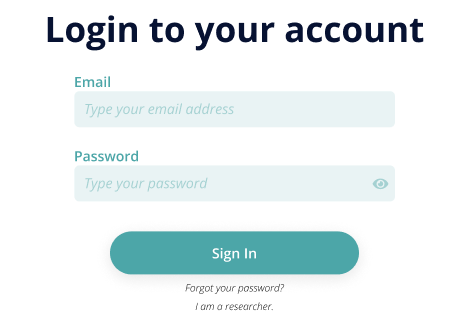 Login to your account
Email
Type your email address
Password
Type your password
Sign In
Forgot your password?
I am a researcher.